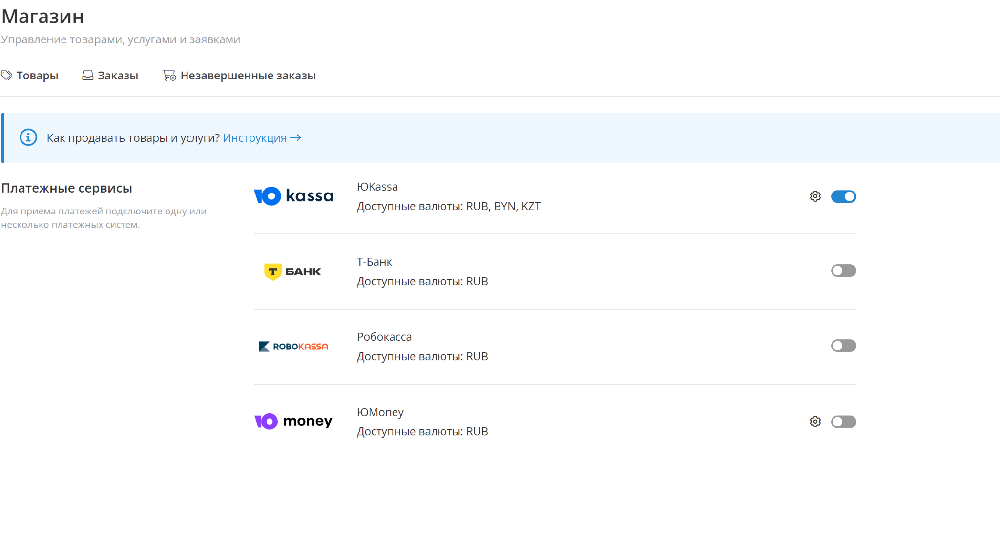 Магазин
Управление товарами, услугами и заявками
Товары
Заказы
Незавершенные заказы
Как продавать товары и услуги? Инструкция →
Платежные сервисы
Для приема платежей подключите одну или
несколько платежных систем.
Ю kassa
ЮKassa
Доступные валюты: RUB, BYN, KZT
Т БАНК
Т-Банк
Доступные валюты: RUB
ROBOKASSA
Робокасса
Доступные валюты: RUB
Ю money
ЮMoney
Доступные валюты: RUB